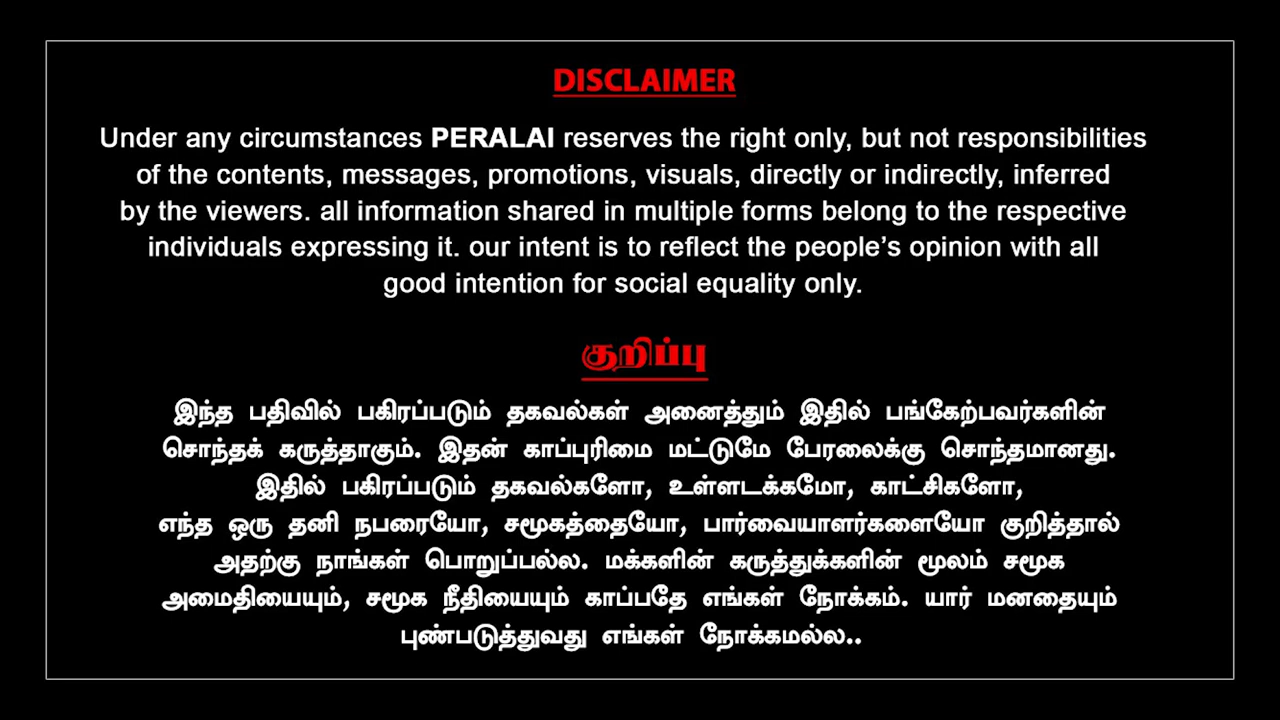 DISCLAIMER
Under any circumstances PERALAI reserves the right only, but not responsibilities
of the contents, messages, promotions, visuals, directly or indirectly, inferred
by the viewers. all information shared in multiple forms belong to the respective
individuals expressing it. our intent is to reflect the people’s opinion with all
good intention for social equality only.
குறிப்பு
இந்த பதிவில் பகிரப்படும் தகவல்கள் அனைத்தும் இதில் பங்கேற்பவர்களின்
சொந்தக் கருத்தாகும். இதன் காப்புரிமை மட்டுமே பேரலைக்கு சொந்தமானது.
இதில் பகிரப்படும் தகவல்களோ, உள்ளடக்கமோ, காட்சிகளோ,
எந்த ஒரு தனி நபரையோ, சமூகத்தையோ, பார்வையாளர்களையோ குறித்தால்
அதற்கு நாங்கள் பொறுப்பல்ல. மக்களின் கருத்துக்களின் மூலம் சமூக
அமைதியையும், சமூக நீதியையும் காப்பதே எங்கள் நோக்கம். யார் மனதையும்
புண்படுத்துவது எங்கள் நோக்கமல்ல..